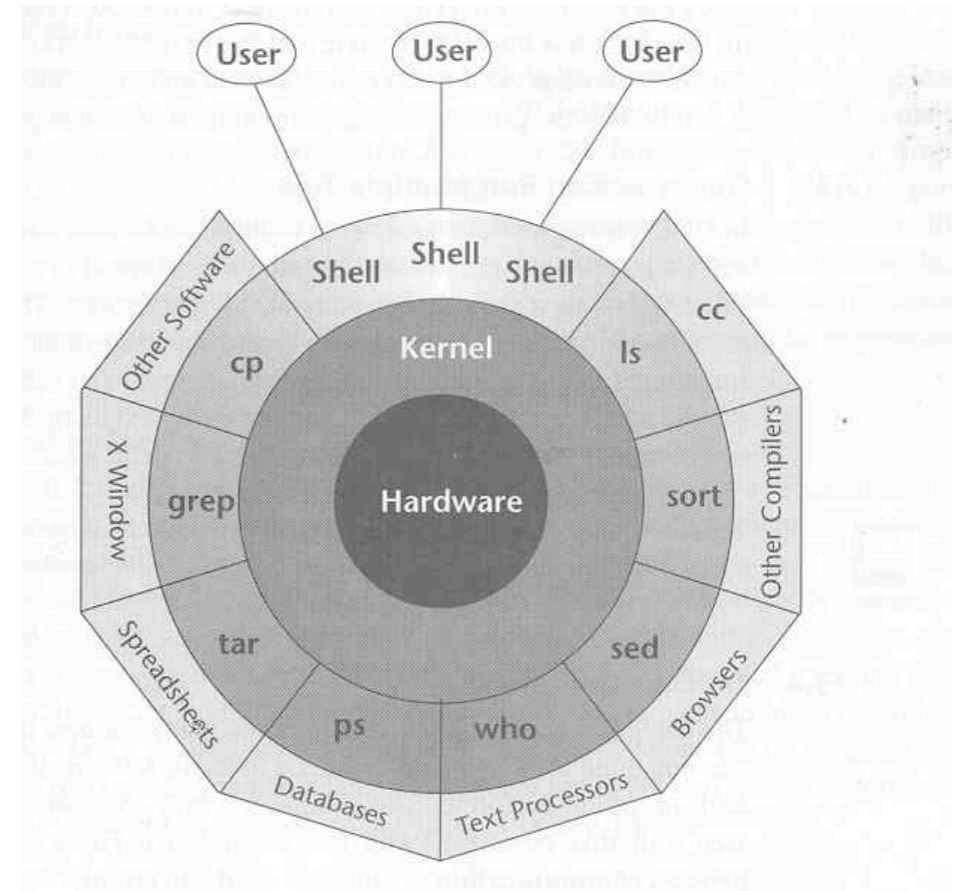 User
User
User
Shell
Shell
Shell
Other Software
cc
Kernel
cp
ls
X Window
grep
Hardware
sort
Other Compilers
tar
sed
Spreadsheets
Browsers
ps
who
Databases
Text Processors